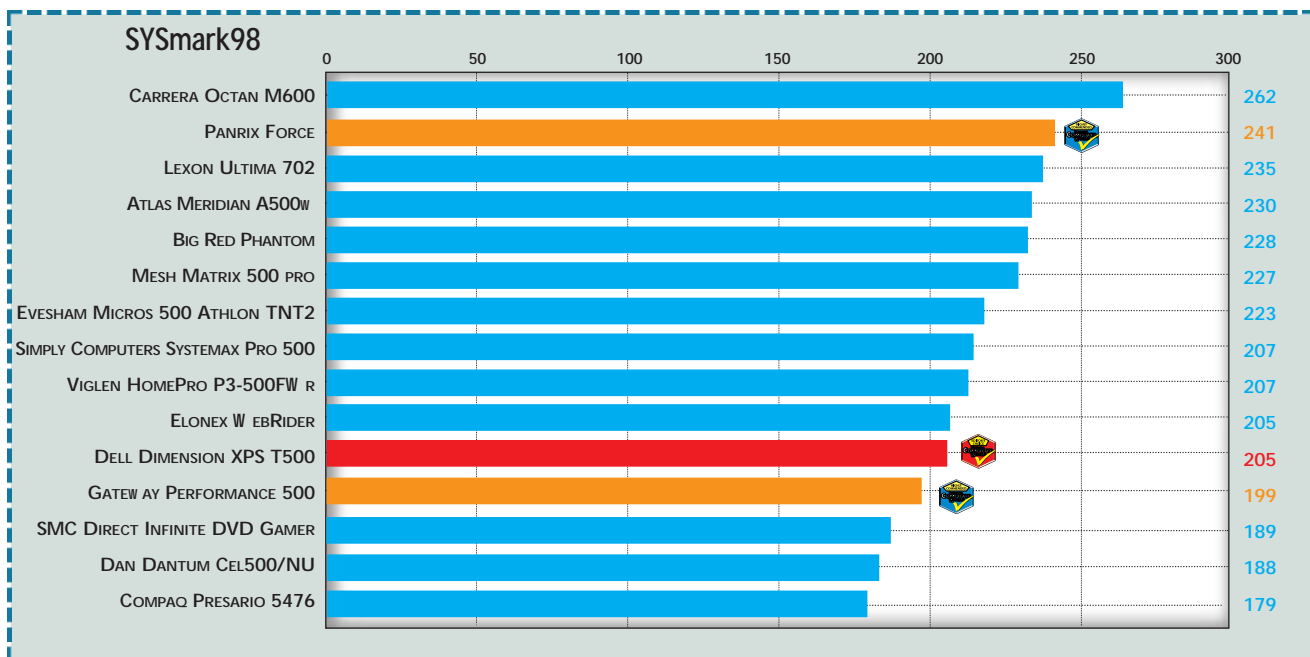 SYSmark98
0 50 100 150 200 250 300
CARRERA OCTAN M600 262
PANRIX FORCE 241
LEXON ULTIMA 702 235
ATLAS MERIDIAN A500W 230
BIG RED PHANTOM 228
MESH MATRIX 500 PRO 227
EVESHAM MICROS 500 ATHLON TNT2 223
SIMPLY COMPUTERS SYSTEMAX PRO 500 207
VIGLEN HOMEPRO P3-500FW R 207
ELONEX W EBRIDER 205
DELL DIMENSION XPS T500 205
GATEW AY PERFORMANCE 500 199
SMC DIRECT INFINITE DVD GAMER 189
DAN DANTUM CEL500/NU 188
COMPAQ PRESARIO 5476 179